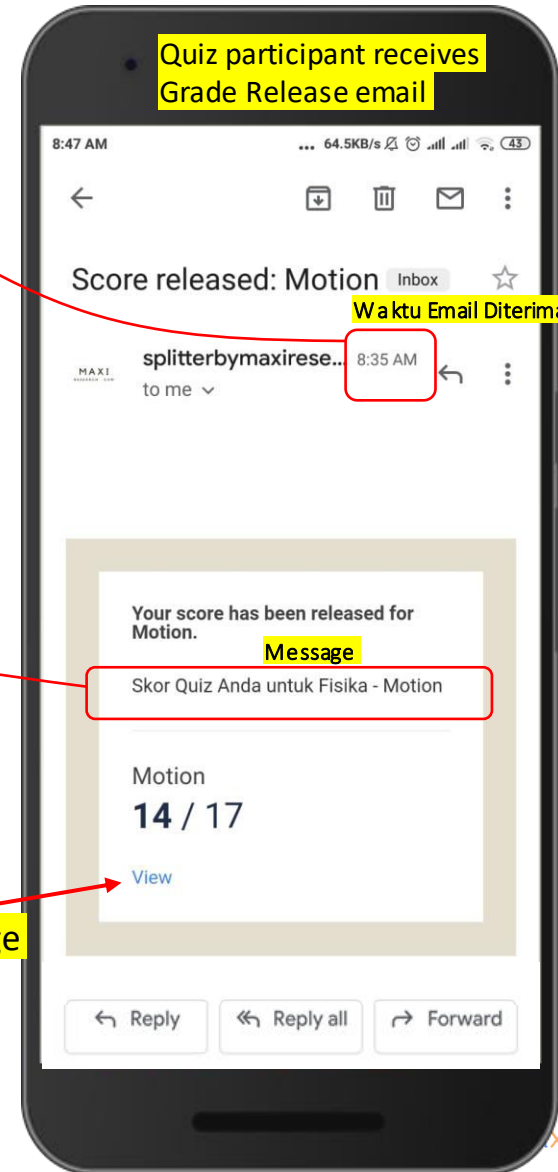 Quiz participant receives
Grade Release email
8:47 AM ... 64.5KB/s 43
Score released: Motion Inbox
Waktu Email Diterima
splitterbymaxirese... 8:35 AM
MAXI
to me
Your score has been released for
Motion.
Message
Skor Quiz Anda untuk Fisika - Motion
Motion
14 / 17
View
Reply Reply all Forward